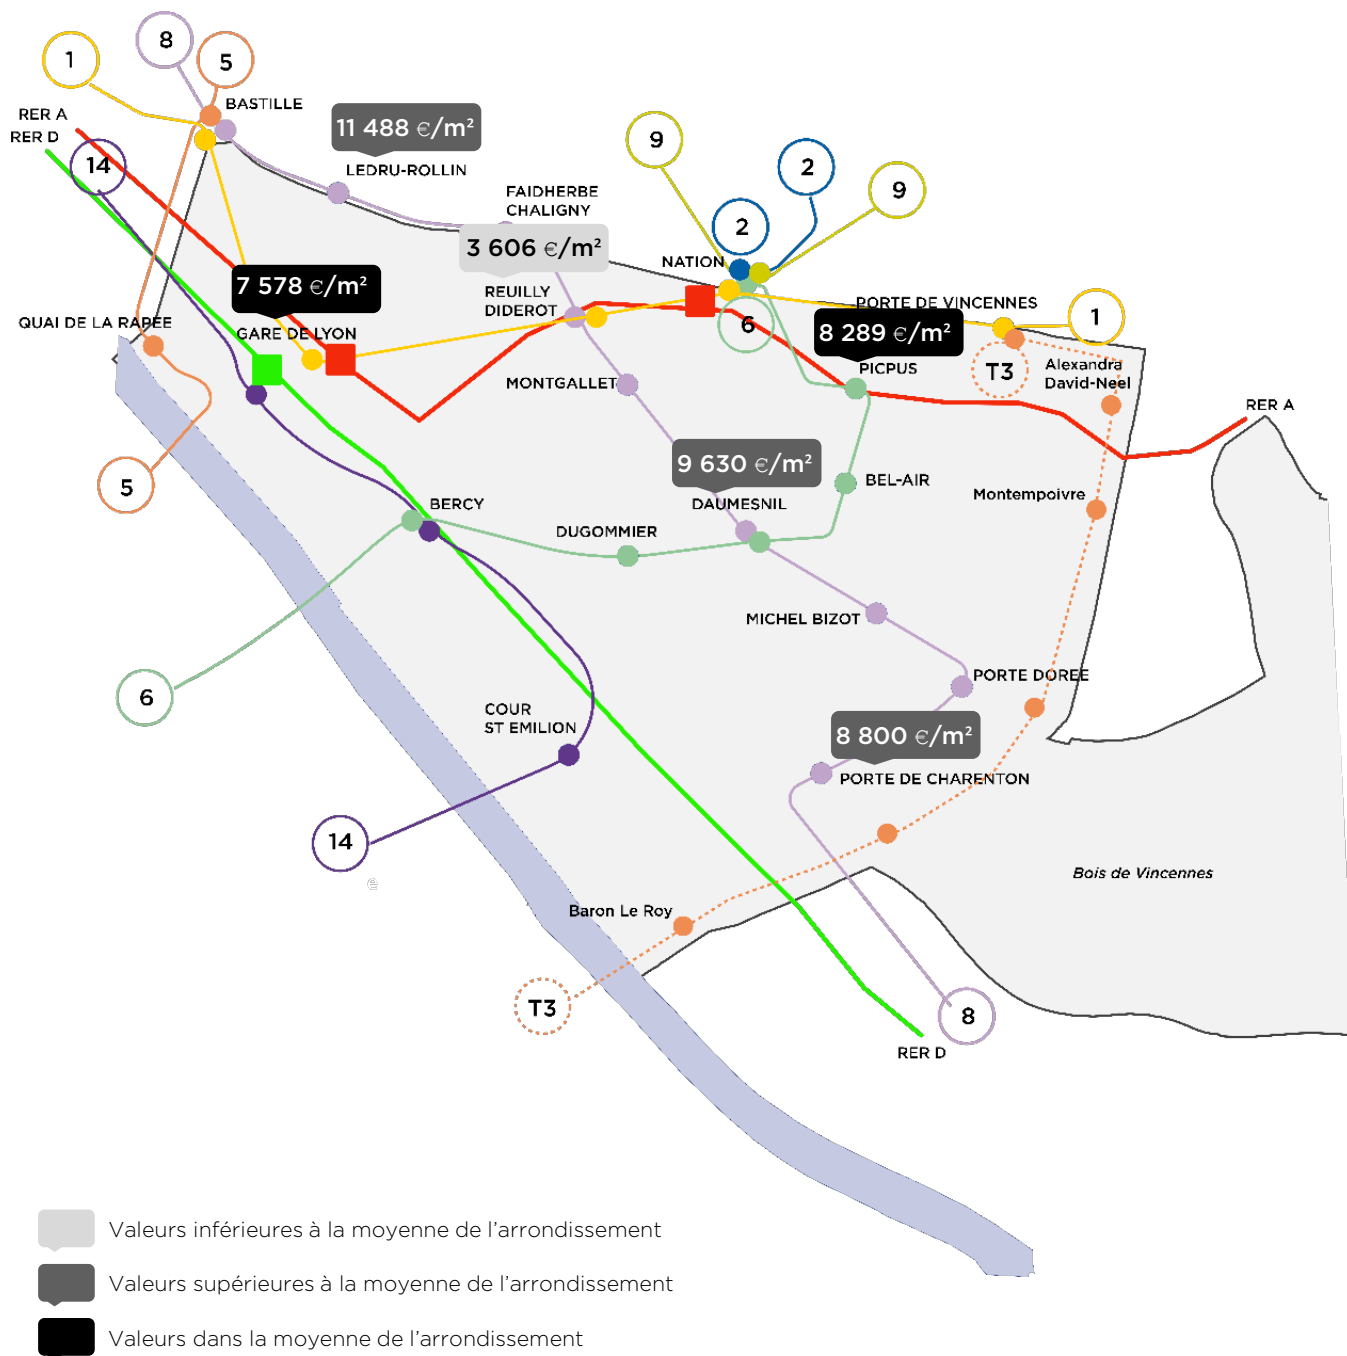 8
1
5
BASTILLE
RER A
RER D
14
11 488 €/m²
LEDRU-ROLLIN
FAIDHERBE
CHALIGNY
3 606 €/m²
9
2
9
2
NATION
7 578 €/m²
REUILLY
DIDEROT
PORTE DE VINCENNES
1
QUAI DE LA RAPÉE
GARE DE LYON
6
8 289 €/m²
PICPUS
T3
Alexandra
David-Neel
MONTGALLET
RER A
9 630 €/m²
5
BERCY
DAUMESNIL
BEL-AIR
Montempoivre
DUGOMMIER
MICHEL BIZOT
6
PORTE DORÉE
COUR
ST EMILION
8 800 €/m²
PORTE DE CHARENTON
14
e
Bois de Vincennes
Baron Le Roy
T3
8
RER D
Valeurs inférieures à la moyenne de l'arrondissement
Valeurs supérieures à la moyenne de l'arrondissement
Valeurs dans la moyenne de l'arrondissement